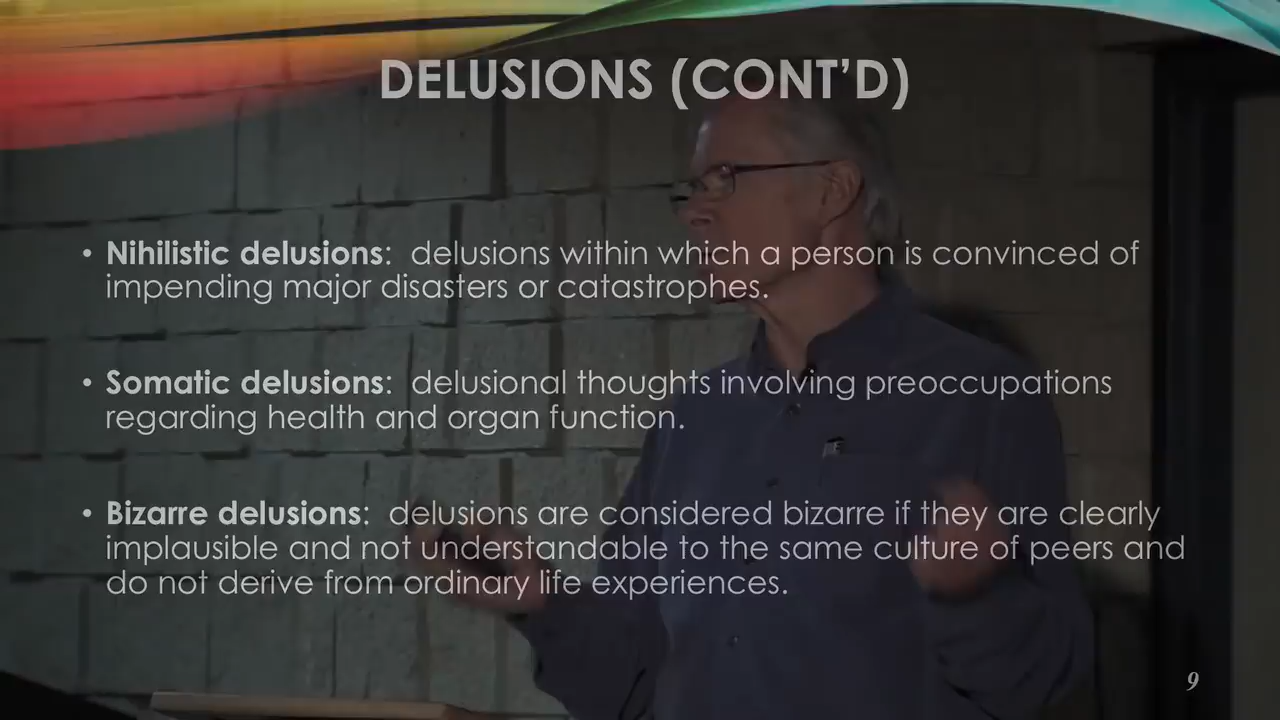 DELUSIONS (CONT’D)
• Nihilistic delusions:  delusions within which a person is convinced of
impending major disasters or catastrophes.
• Somatic delusions:  delusional thoughts involving preoccupations
regarding health and organ function.
• Bizarre delusions:  delusions are considered bizarre if they are clearly
implausible and not understandable to the same culture of peers and
do not derive from ordinary life experiences.
9